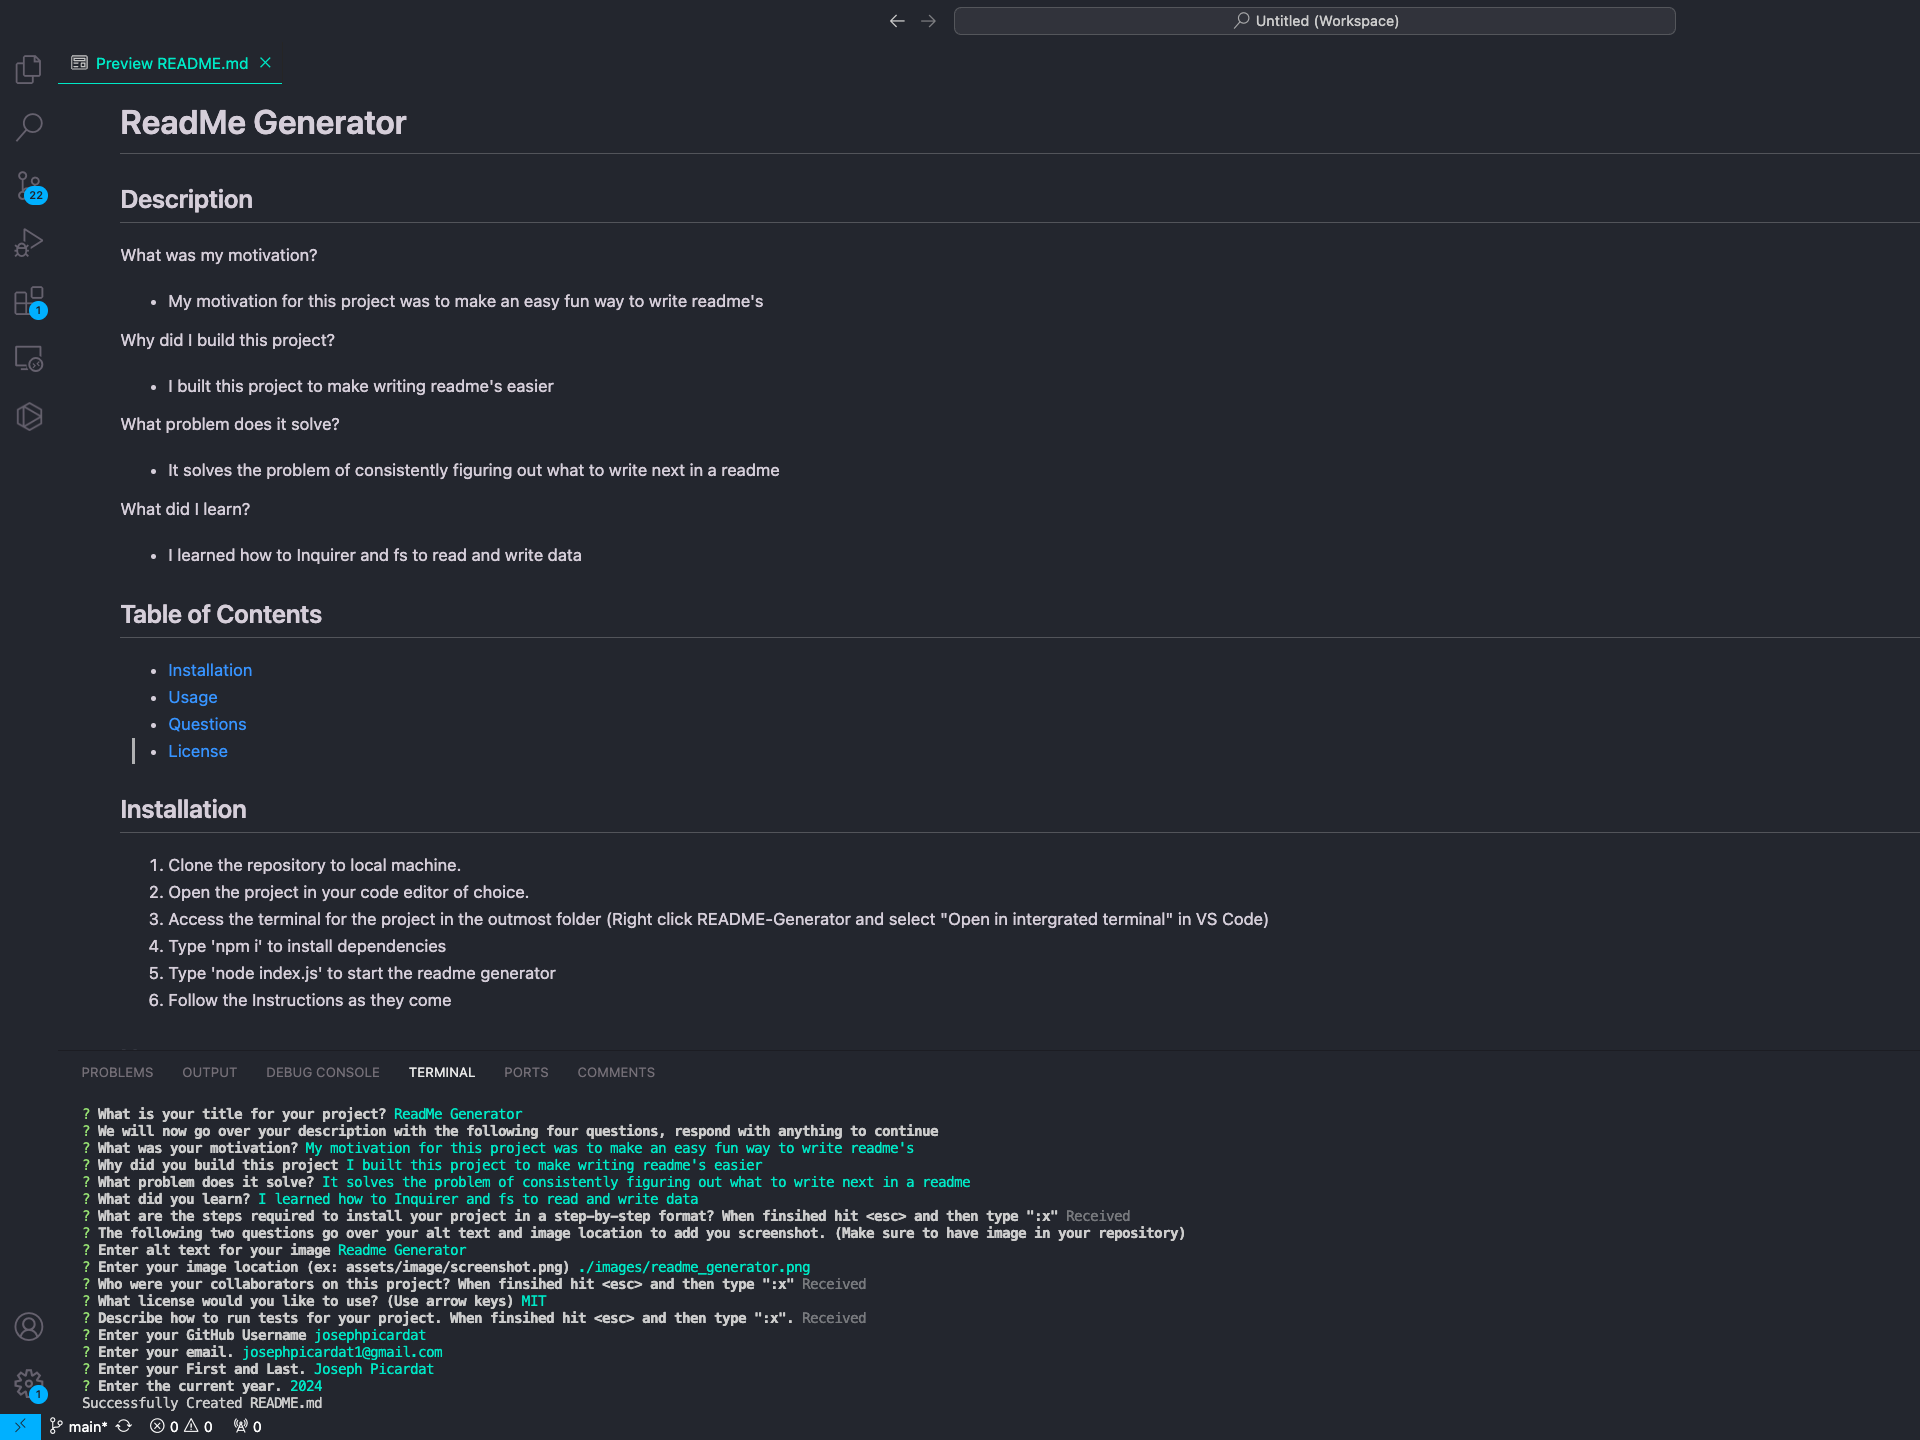 Untitled (Workspace)
Preview README.md
ReadMe Generator
Description
22
What was my motivation?
• My motivation for this project was to make an easy fun way to write readme's
1
Why did I build this project?
• I built this project to make writing readme's easier
What problem does it solve?
• It solves the problem of consistently figuring out what to write next in a readme
What did I learn?
• I learned how to Inquirer and fs to read and write data
Table of Contents
• Installation
• Usage
• Questions
• License
Installation
1. Clone the repository to local machine.
2. Open the project in your code editor of choice.
3. Access the terminal for the project in the outmost folder (Right click README-Generator and select "Open in intergrated terminal" in VS Code)
4. Type 'npm i' to install dependencies
5. Type 'node index.js' to start the readme generator
6. Follow the Instructions as they come
PROBLEMS OUTPUT DEBUG CONSOLE TERMINAL PORTS COMMENTS
? What is your title for your project? ReadMe Generator
? We will now go over your description with the following four questions, respond with anything to continue
? What was your motivation? My motivation for this project was to make an easy fun way to write readme's
? Why did you build this project I built this project to make writing readme's easier
? What problem does it solve? It solves the problem of consistently figuring out what to write next in a readme
? What did you learn? I learned how to Inquirer and fs to read and write data
? What are the steps required to install your project in a step-by-step format? When finsihed hit <esc> and then type ":x" Received
? The following two questions go over your alt text and image location to add you screenshot. (Make sure to have image in your repository)
? Enter alt text for your image Readme Generator
? Enter your image location (ex: assets/image/screenshot.png) ./images/readme_generator.png
? Who were your collaborators on this project? When finsihed hit <esc> and then type ":x" Received
? What license would you like to use? (Use arrow keys) MIT
? Describe how to run tests for your project. When finsihed hit <esc> and then type ":x". Received
? Enter your GitHub Username josephpicardat
? Enter your email. josephpicardat1@gmail.com
? Enter your First and Last. Joseph Picardat
? Enter the current year. 2024
1
Successfully Created README.md
main* 0 0 0